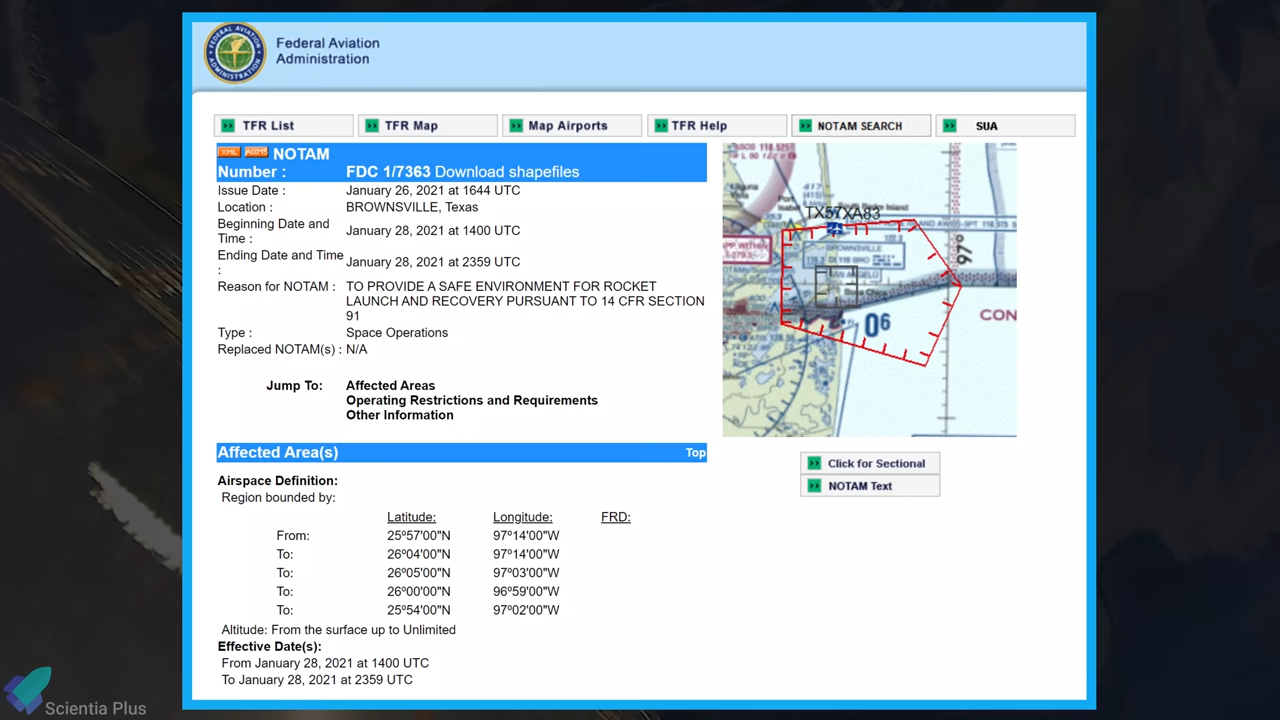 Federal Aviation
Administration
TFR List
TFR Map
Map Airports
TFR Help
NOTAM SEARCH
SUA
NOTAM
Number : FDC 1/7363 Download shapefiles
Issue Date : January 26, 2021 at 1644 UTC
Location : BROWNSVILLE, Texas
Beginning Date and
Time : January 28, 2021 at 1400 UTC
Ending Date and Time
: January 28, 2021 at 2359 UTC
Reason for NOTAM : TO PROVIDE A SAFE ENVIRONMENT FOR ROCKET
LAUNCH AND RECOVERY PURSUANT TO 14 CFR SECTION
91
Type : Space Operations
Replaced NOTAM(s) : N/A
Jump To: Affected Areas
Operating Restrictions and Requirements
Other Information
TX57XA83
BROWNSVILLE
97º
06
CON
Click for Sectional
NOTAM Text
Affected Area(s) Top
Airspace Definition:
Region bounded by:
Latitude: Longitude: FRD:
From: 25º57'00"N 97º14'00"W
To: 26º04'00"N 97º14'00"W
To: 26º05'00"N 97º03'00"W
To: 26º00'00"N 96º59'00"W
To: 25º54'00"N 97º02'00"W
Altitude: From the surface up to Unlimited
Effective Date(s):
From January 28, 2021 at 1400 UTC
To January 28, 2021 at 2359 UTC
Scientia Plus